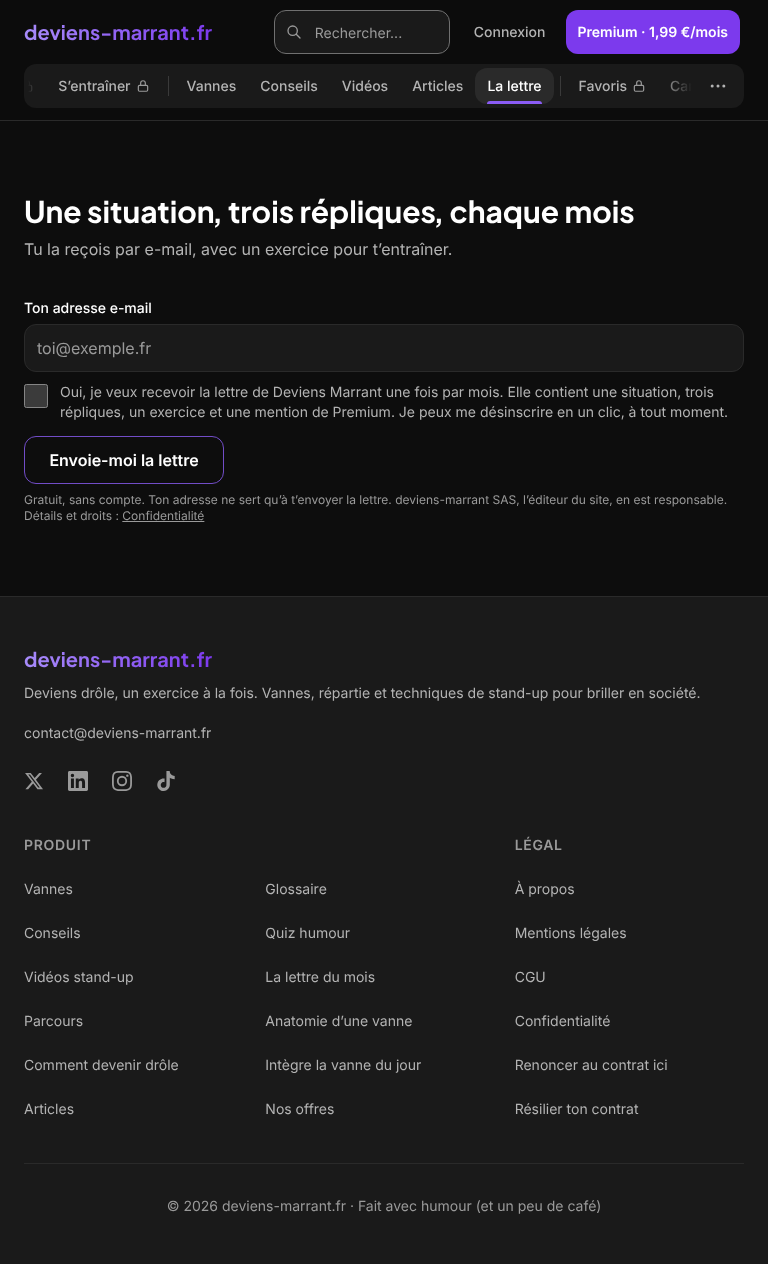 deviens-marrant.fr
Rechercher...
Connexion
Premium · 1,99 €/mois
S’entraîner
Vannes
Conseils
Vidéos
Articles
La lettre
Favoris
Une situation, trois répliques, chaque mois
Tu la reçois par e-mail, avec un exercice pour t’entraîner.
Ton adresse e-mail
toi@exemple.fr
Oui, je veux recevoir la lettre de Deviens Marrant une fois par mois. Elle contient une situation, trois
répliques, un exercice et une mention de Premium. Je peux me désinscrire en un clic, à tout moment.
Envoie-moi la lettre
Gratuit, sans compte. Ton adresse ne sert qu’à t’envoyer la lettre. deviens-marrant SAS, l’éditeur du site, en est responsable.
Détails et droits : Confidentialité
deviens-marrant.fr
Deviens drôle, un exercice à la fois. Vannes, répartie et techniques de stand-up pour briller en société.
contact@deviens-marrant.fr
PRODUIT
Vannes
Conseils
Vidéos stand-up
Parcours
Comment devenir drôle
Articles
Glossaire
Quiz humour
La lettre du mois
Anatomie d’une vanne
Intègre la vanne du jour
Nos offres
LÉGAL
À propos
Mentions légales
CGU
Confidentialité
Renoncer au contrat ici
Résilier ton contrat
© 2026 deviens-marrant.fr · Fait avec humour (et un peu de café)